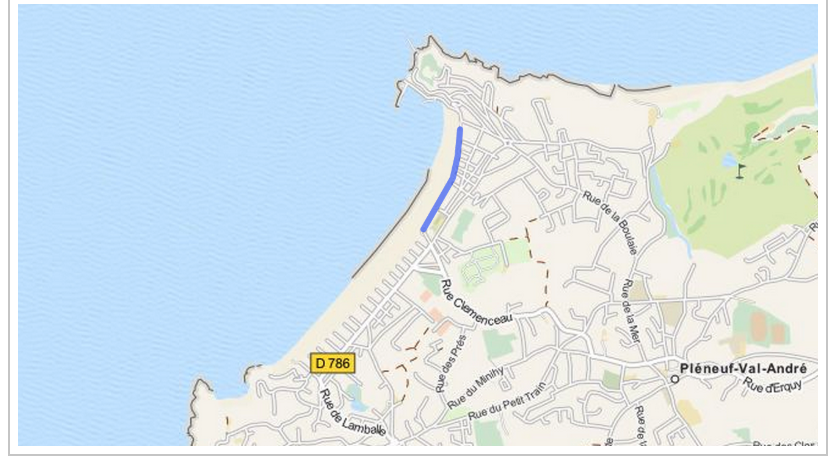 Rue de la Boulaie
Rue Clemenceau
Rue de la Mer
D 786
Rue des Prés
Pléneuf-Val-André
Rue d'Erquy
Rue du Minihy
Rue du Petit Train
Rue de Lamballe